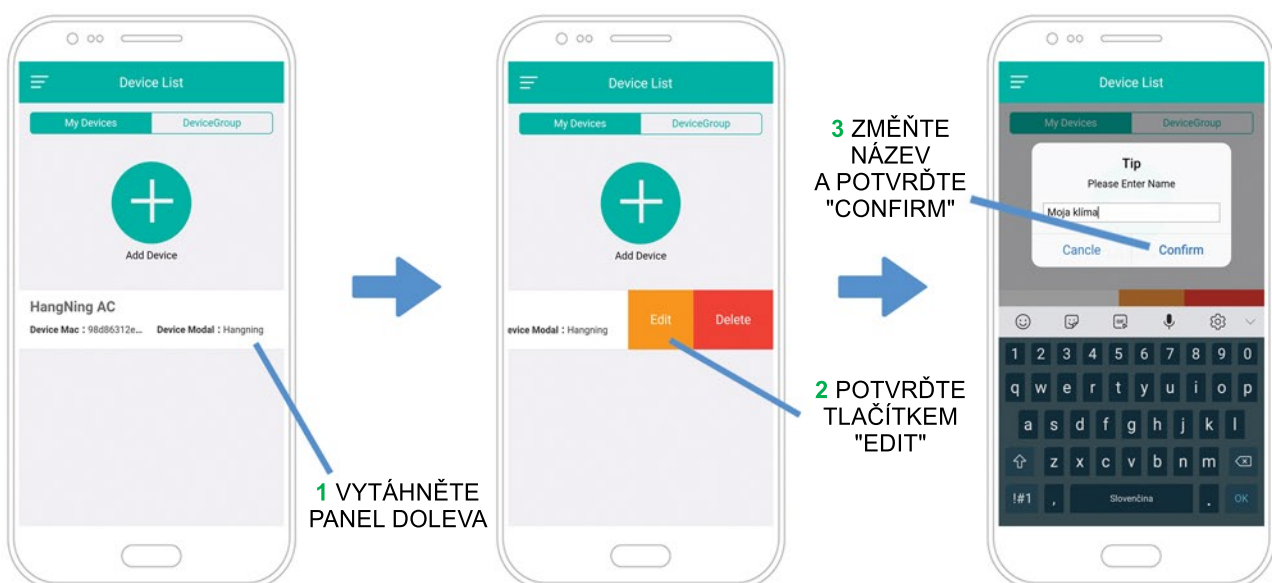 Device List
My Devices
DeviceGroup
Add Device
HangNing AC
Device Mac : 98d86312e... Device Modal : Hangning
1 VYTÁHNĚTE
PANEL DOLEVA
Device List
My Devices
DeviceGroup
Add Device
evice Modal : Hangning
Edit
Delete
2 POTVRĎTE
TLAČÍTKEM
"EDIT"
3 ZMĚŇTE
NÁZEV
A POTVRĎTE
"CONFIRM"
Device List
My Devices
DeviceGroup
Tip
Please Enter Name
Moja klíma
Cancle
Confirm
1 2 3 4 5 6 7 8 9 0
q w e r t y u i o p
a s d f g h j k l
z x c v b n m
!#1 , Slovenčina . OK